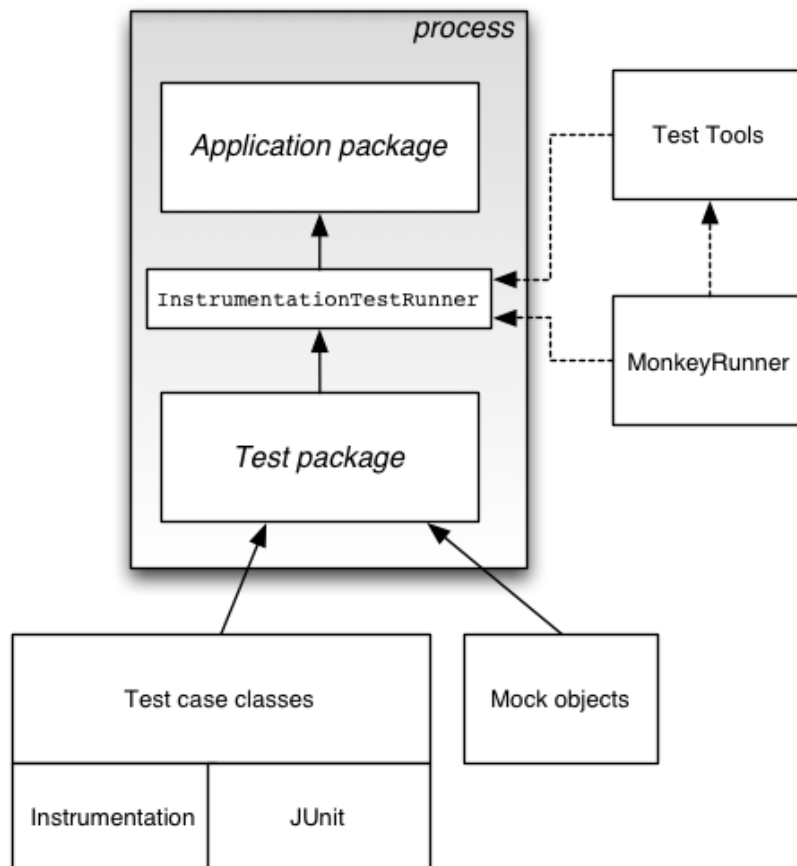 process
Application package
Test Tools
InstrumentationTestRunner
MonkeyRunner
Test package
Test case classes
Mock objects
Instrumentation
JUnit